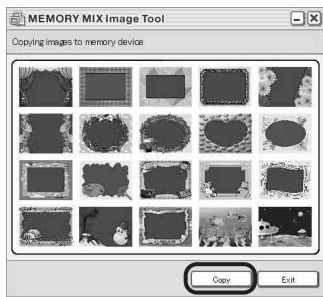 MEMORY MIX Image Tool
Copying images to memory device.
Copy
Exit